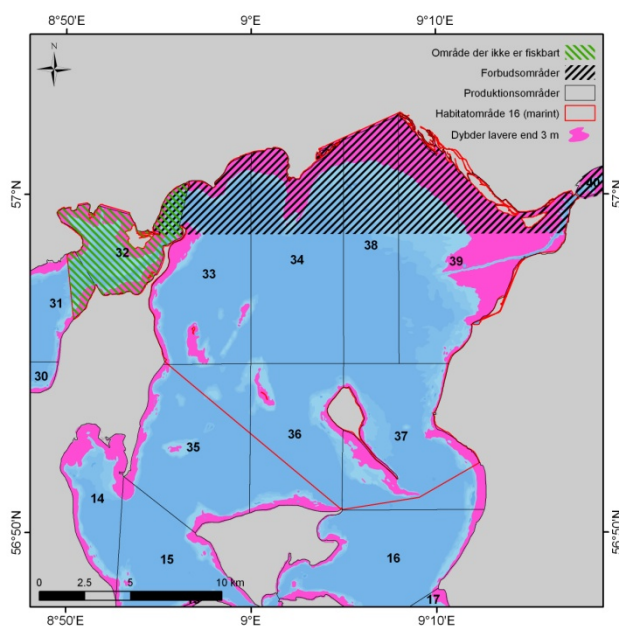 8°50'E 9°E 9°10'E
N
Område der ikke er fiskbart
Forbudsområder
Produktionsområder
Habitatområde 16 (marint)
Dybder lavere end 3 m
57°N 57°N
40
32
38
39
33 34
31
30
36 37
35
14
56°50'N 56°50'N
15 16
0 2.5 5 10 km
17
8°50'E 9°E 9°10'E